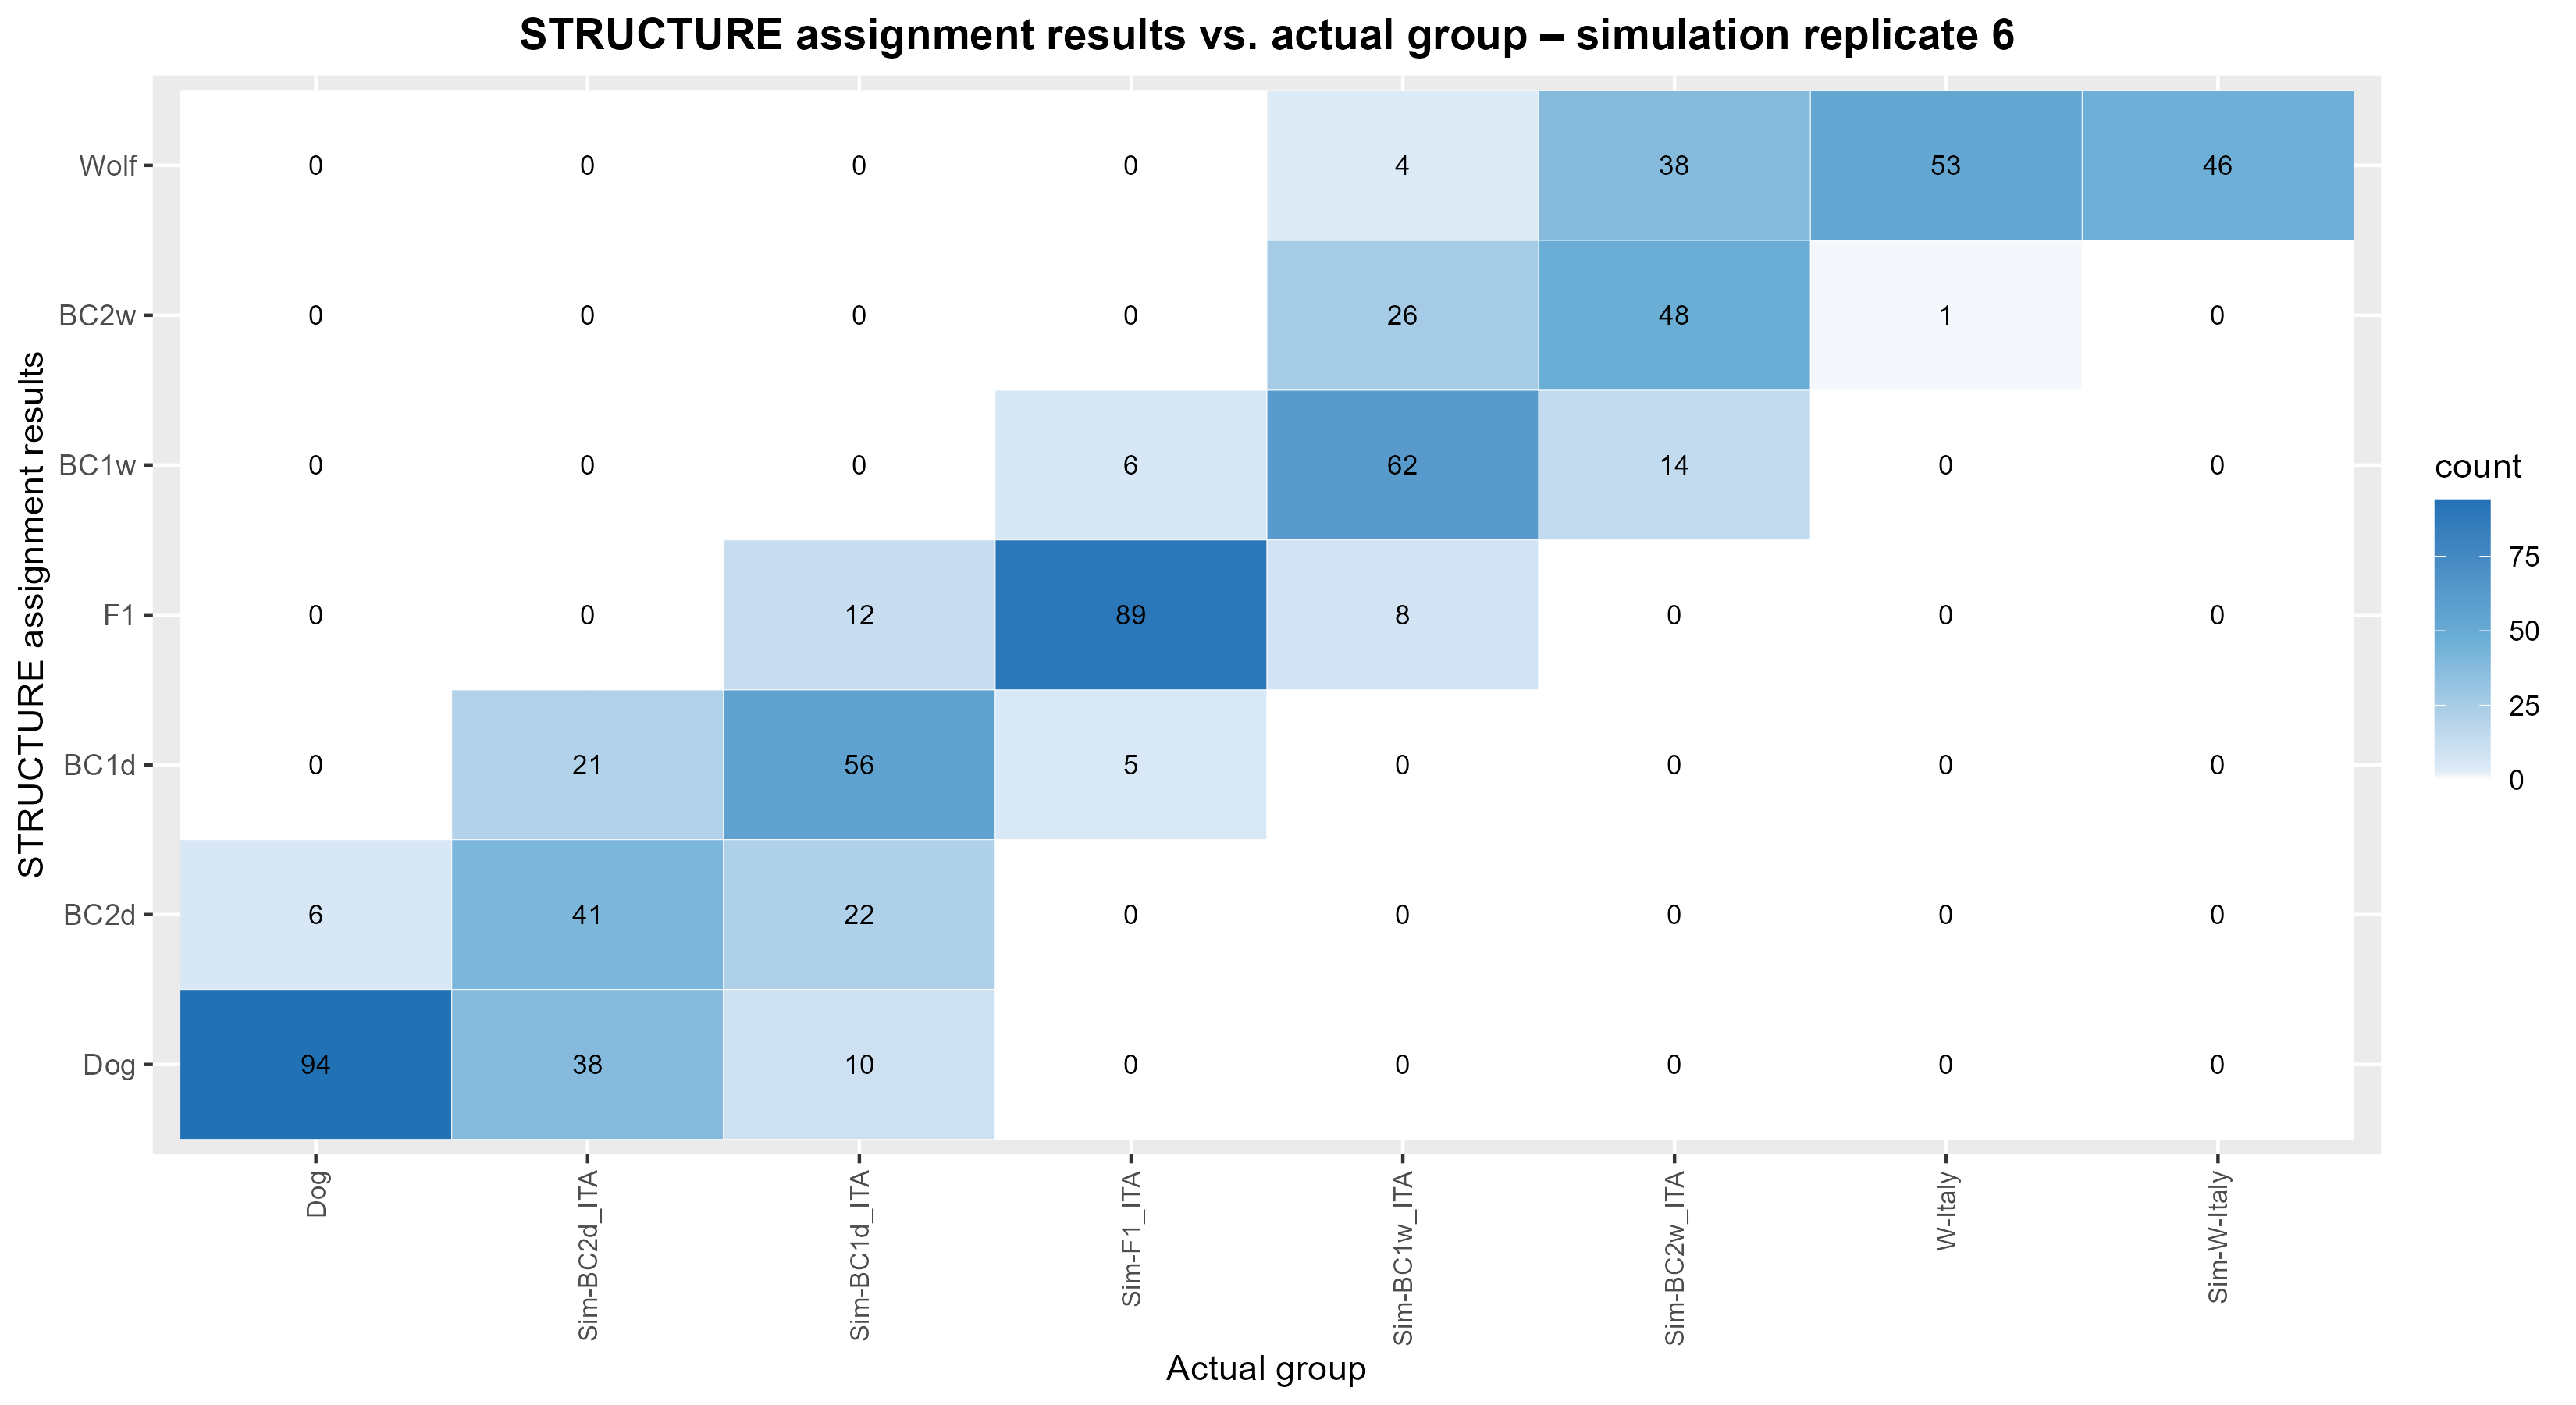 STRUCTURE assignment results vs. actual group – simulation replicate 6
STRUCTURE assignment results
Wolf 0 0 0 0 4 38 53 46
BC2w 0 0 0 0 26 48 1 0
BC1w 0 0 0 6 62 14 0 0
F1 0 0 12 89 8 0 0 0
BC1d 0 21 56 5 0 0 0 0
BC2d 6 41 22 0 0 0 0 0
Dog 94 38 10 0 0 0 0 0
Dog
Sim-BC2d_ITA
Sim-BC1d_ITA
Sim-F1_ITA
Sim-BC1w_ITA
Sim-BC2w_ITA
W-Italy
Sim-W-Italy
Actual group
count
75
50
25
0